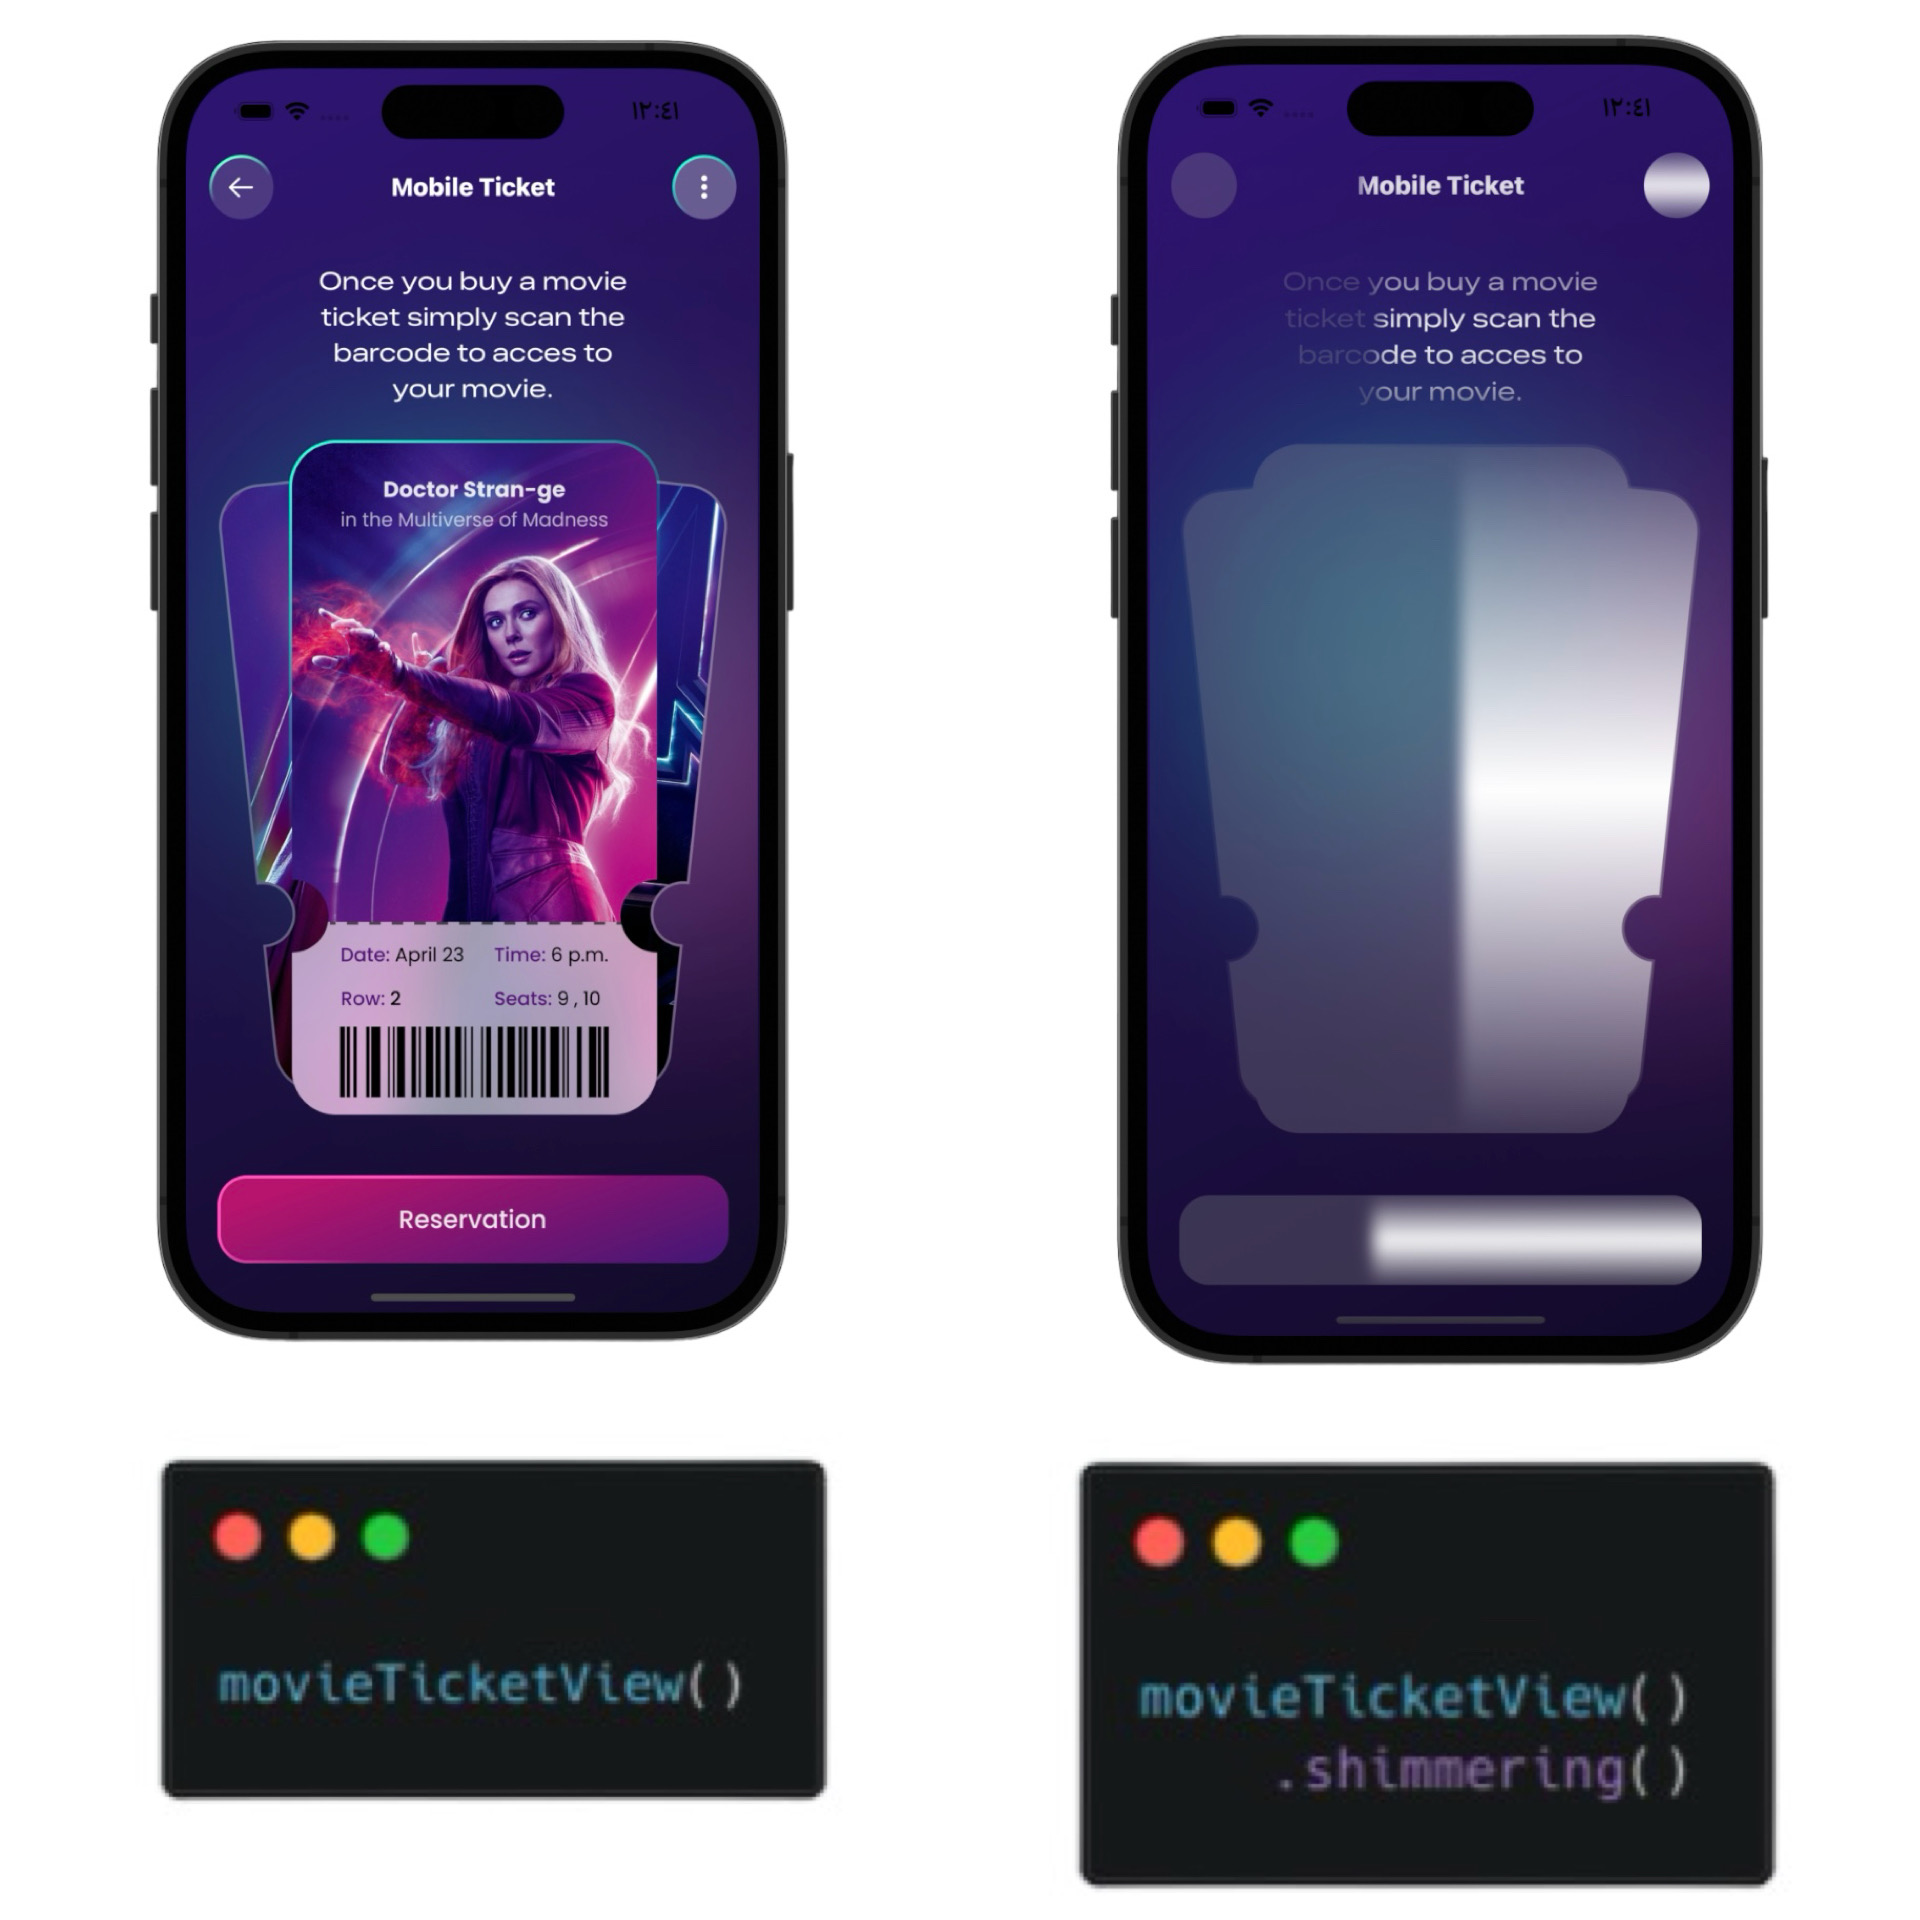 ١٢:٤١
Mobile Ticket
Once you buy a movie
ticket simply scan the
barcode to acces to
your movie.
Doctor Stran-ge
in the Multiverse of Madness
Date: April 23 Time: 6 p.m.
Row: 2 Seats: 9 , 10
Reservation
movieTicketView()
١٢:٤١
Mobile Ticket
Once you buy a movie
ticket simply scan the
barcode to acces to
your movie.
movieTicketView()
.shimmering()